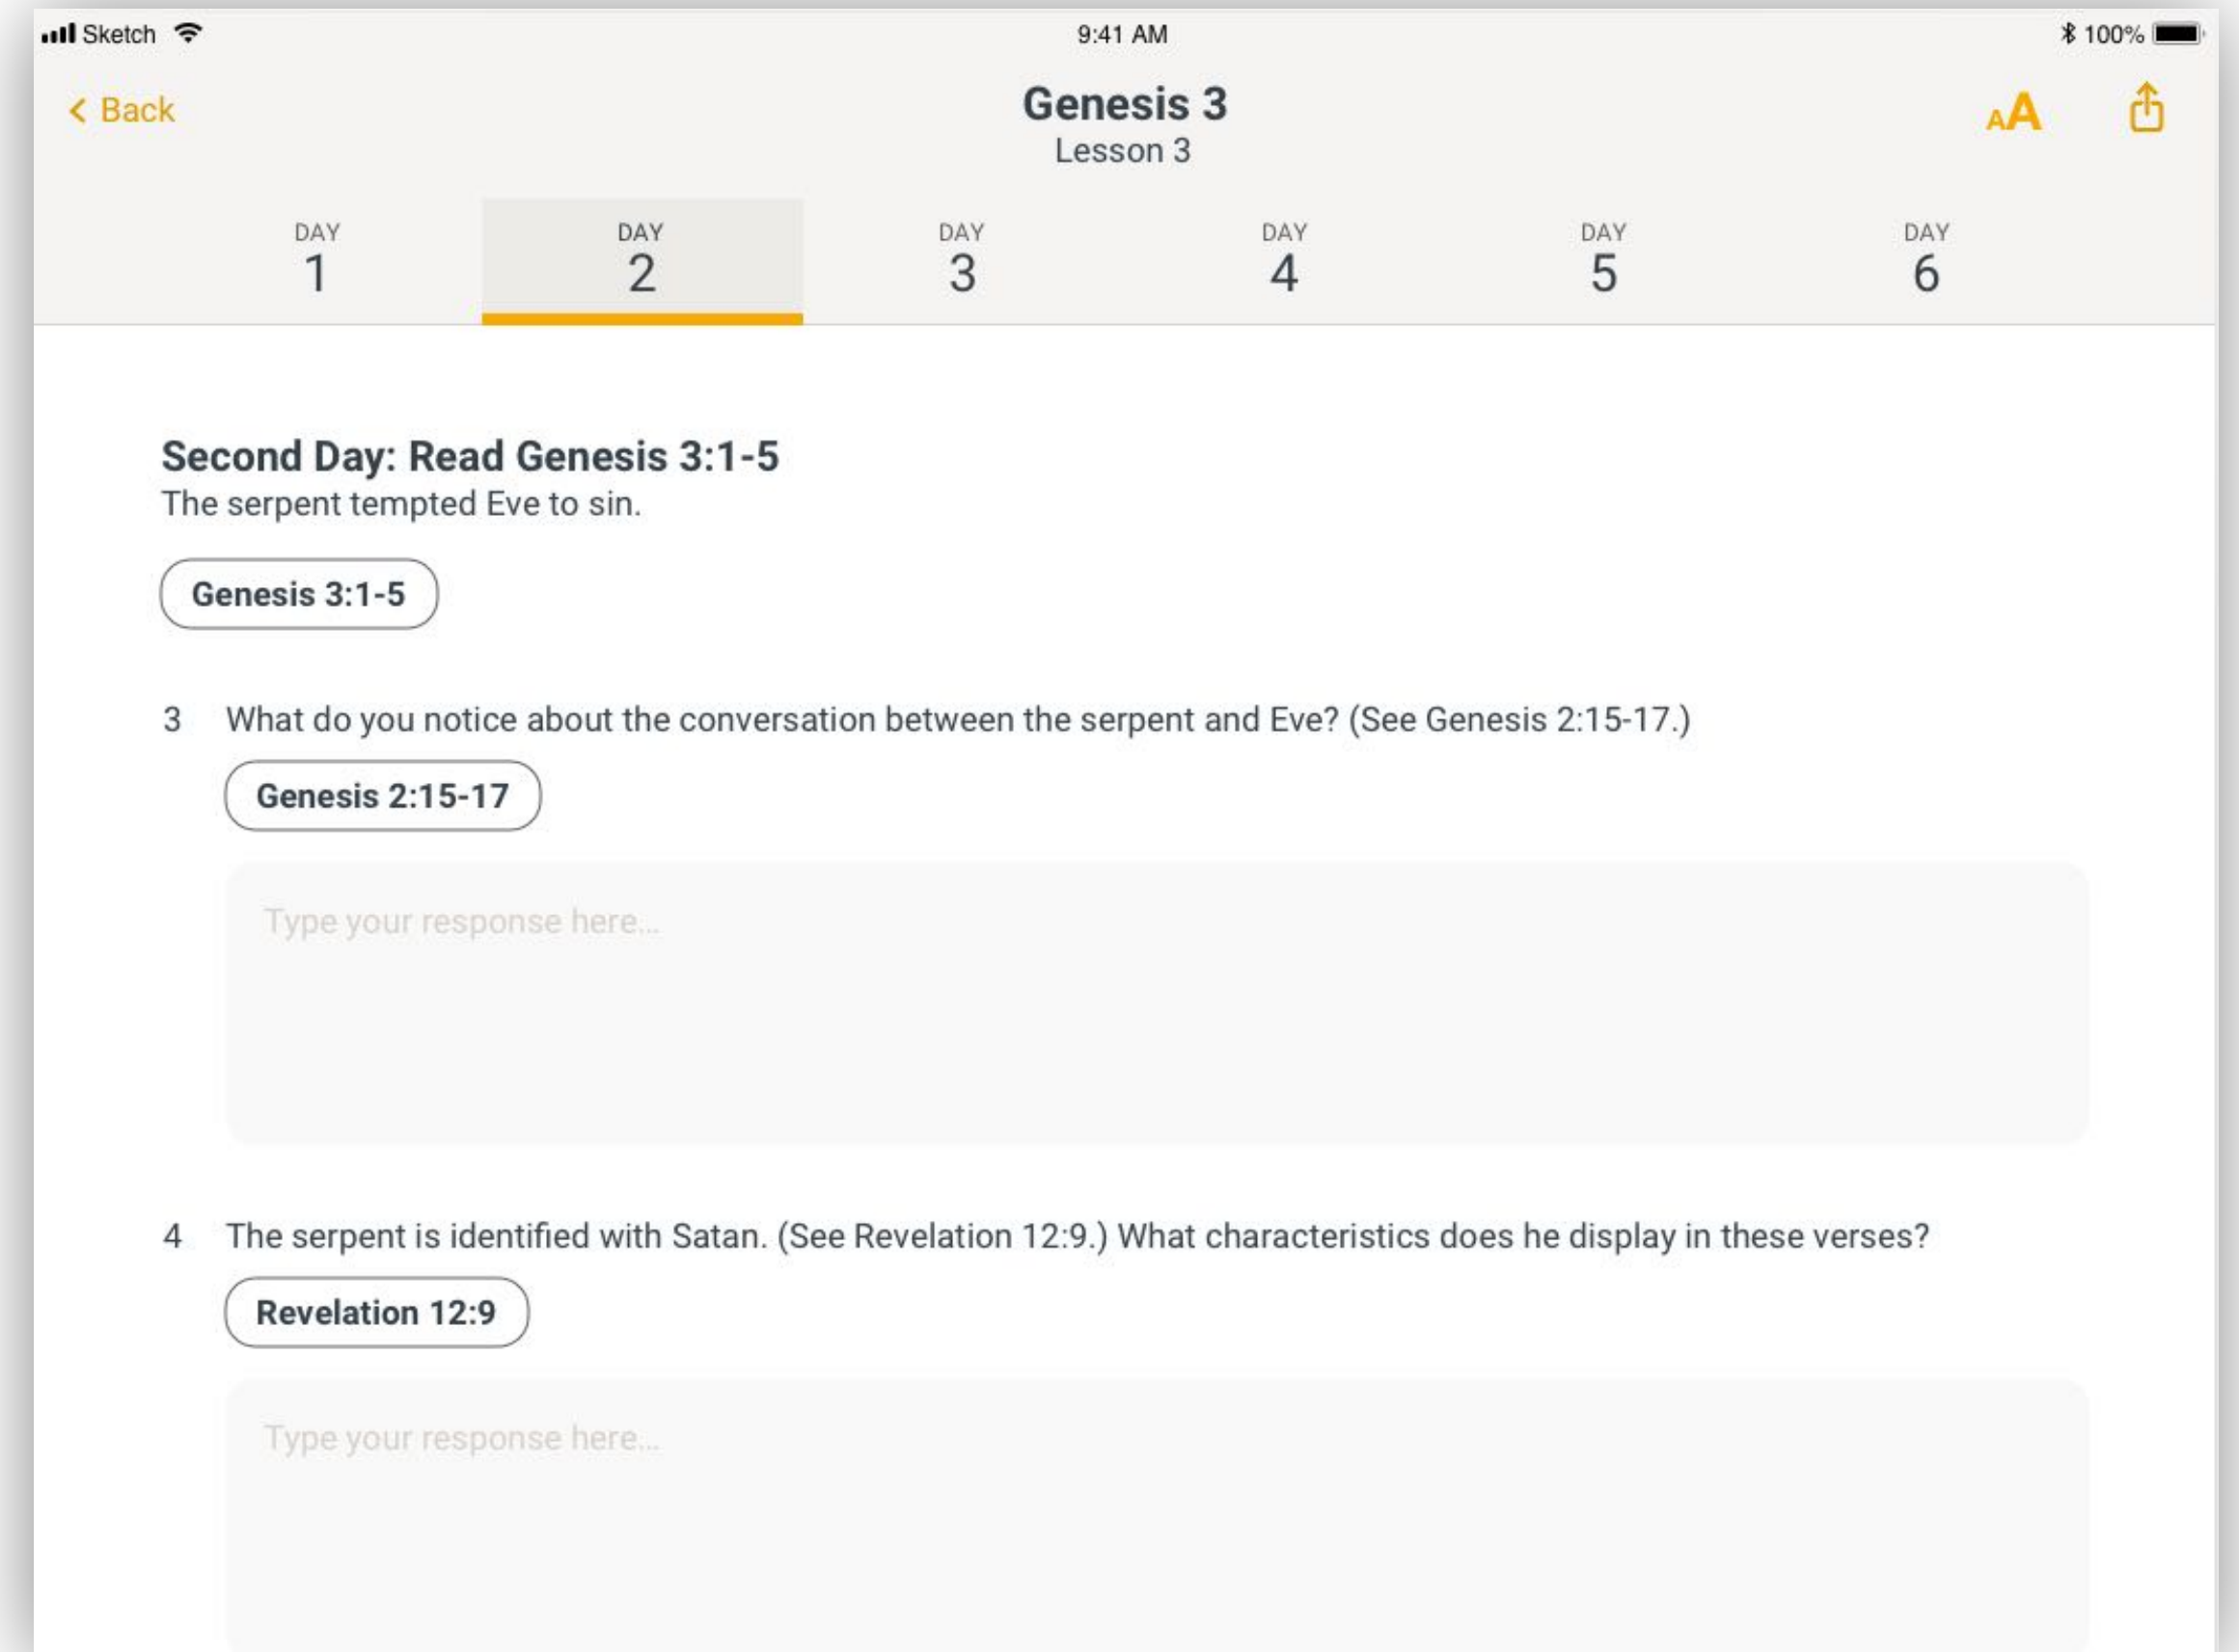 Sketch 9:41 AM 100%
Back Genesis 3 AA
Lesson 3
DAY DAY DAY DAY DAY DAY
1 2 3 4 5 6
Second Day: Read Genesis 3:1-5
The serpent tempted Eve to sin.
Genesis 3:1-5
3 What do you notice about the conversation between the serpent and Eve? (See Genesis 2:15-17.)
Genesis 2:15-17
Type your response here...
4 The serpent is identified with Satan. (See Revelation 12:9.) What characteristics does he display in these verses?
Revelation 12:9
Type your response here...